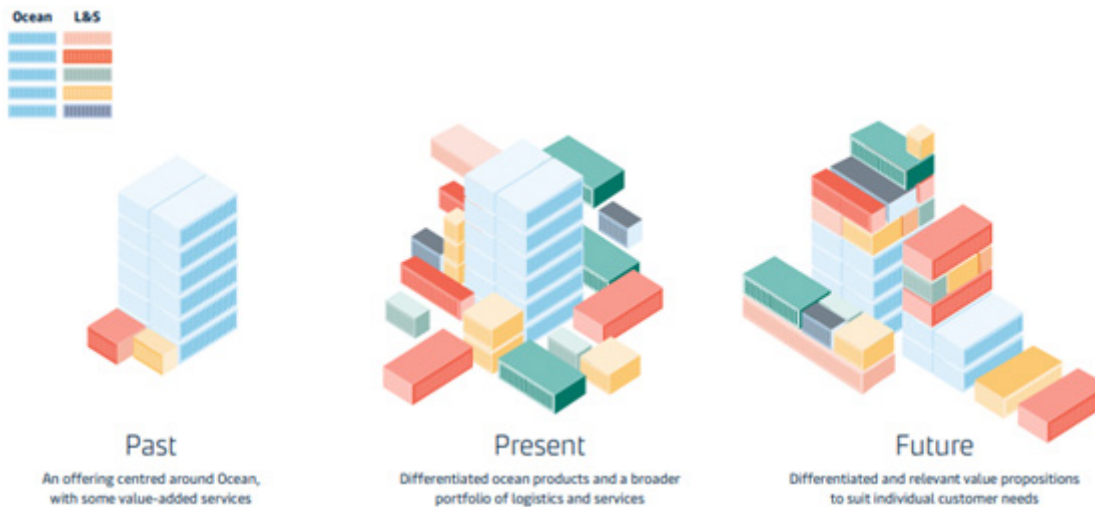 Ocean L&S
Past
An offering centred around Ocean,
with some value-added services
Present
Differentiated ocean products and a broader
portfolio of logistics and services
Future
Differentiated and relevant value propositions
to suit individual customer needs